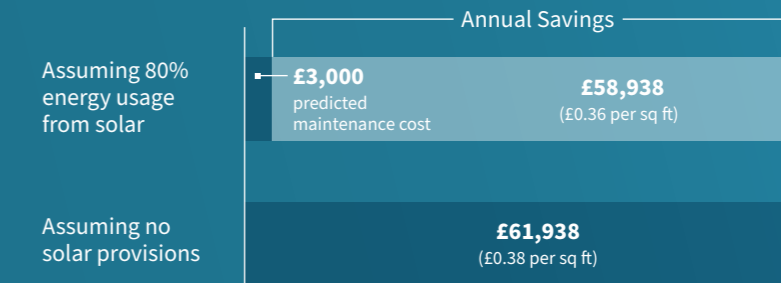 Annual Savings
Assuming 80%
energy usage
from solar
£3,000
predicted
maintenance cost
£58,938
(£0.36 per sq ft)
Assuming no
solar provisions
£61,938
(£0.38 per sq ft)